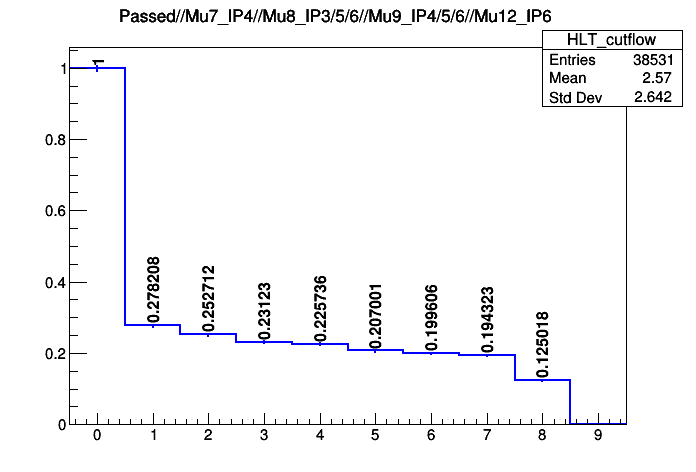 Passed//Mu7_IP4//Mu8_IP3/5/6//Mu9_IP4/5/6//Mu12_IP6
HLT_cutflow
Entries 38531
Mean 2.57
Std Dev 2.642
1
0.8
0.6
0.4
0.2
0
1
0.278208
0.252712
0.23123
0.225736
0.207001
0.199606
0.194323
0.125018
0 1 2 3 4 5 6 7 8 9